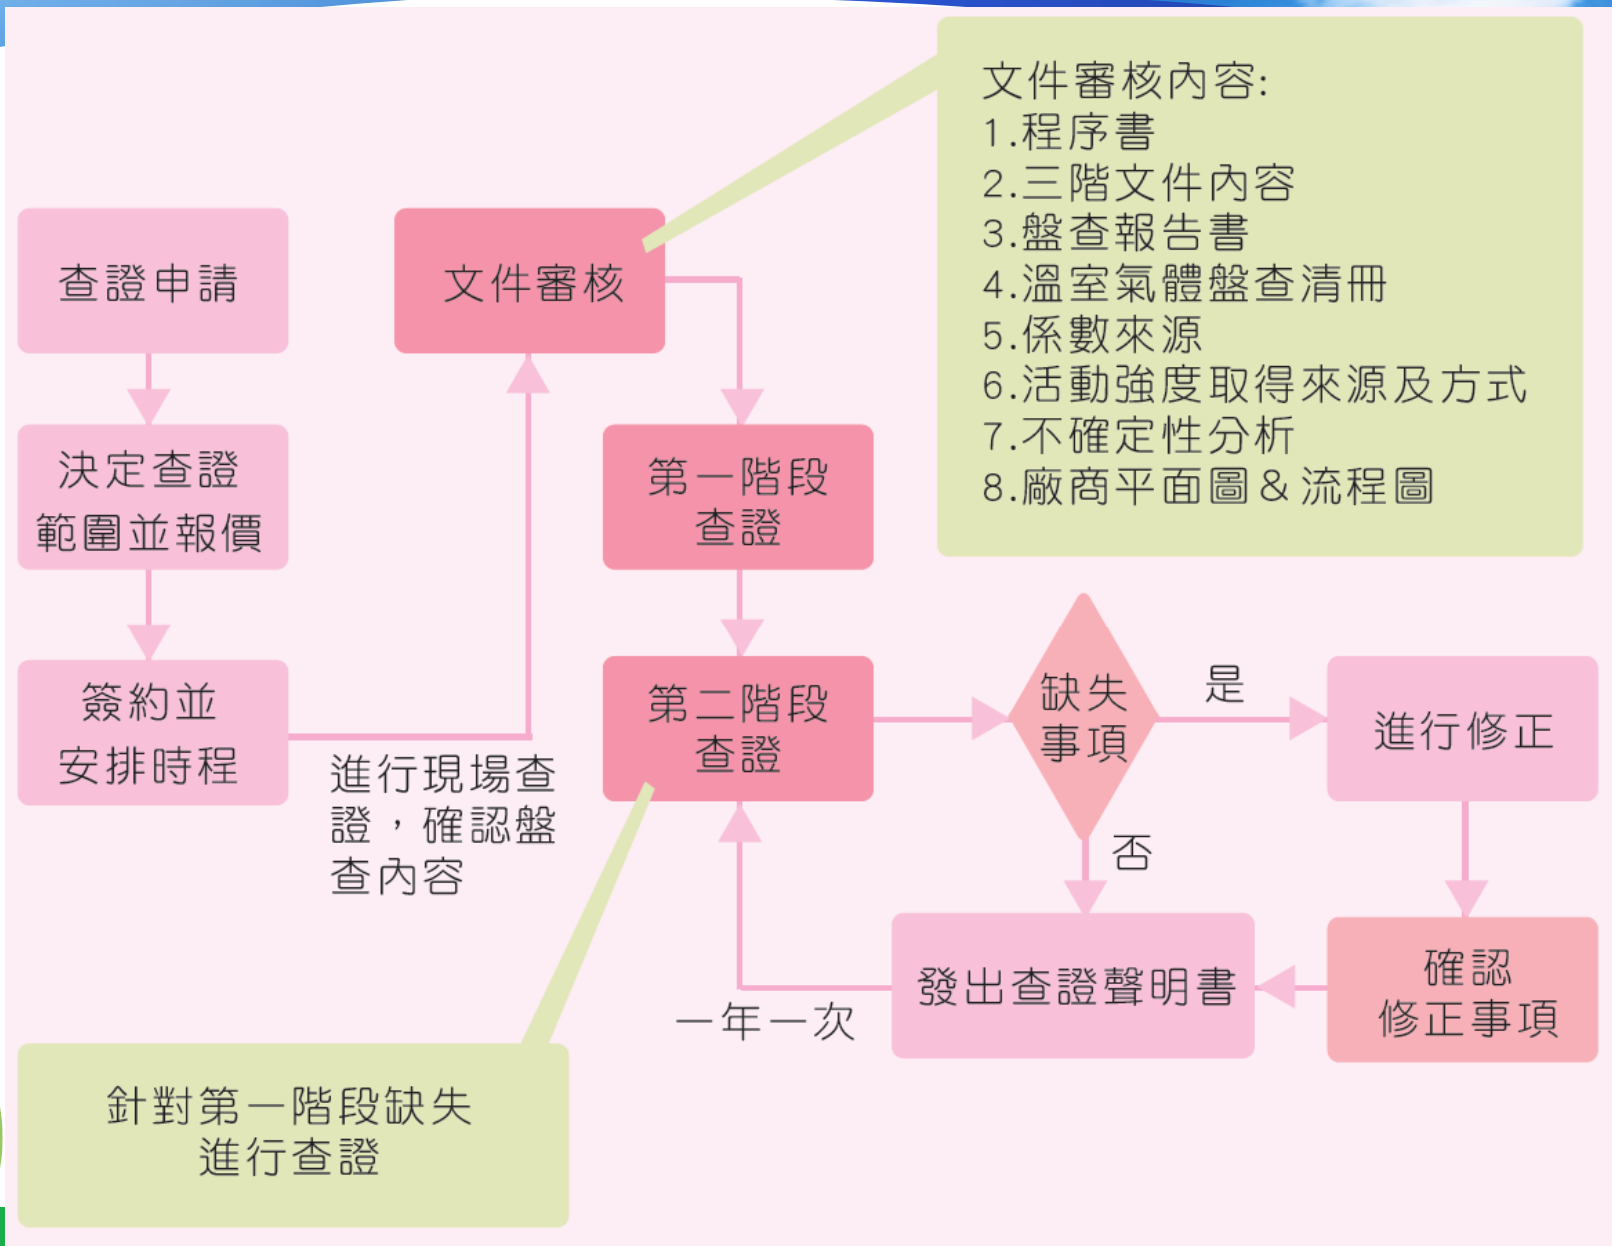 查證申請
決定查證
範圍並報價
簽約並
安排時程
進行現場查
證，確認盤
查內容
文件審核
文件審核內容:
1.程序書
2.三階文件內容
3.盤查報告書
4.溫室氣體盤查清冊
5.係數來源
6.活動強度取得來源及方式
7.不確定性分析
8.廠商平面圖＆流程圖
第一階段
查證
第二階段
查證
缺失
事項
是
進行修正
否
確認
修正事項
發出查證聲明書
一年一次
針對第一階段缺失
進行查證